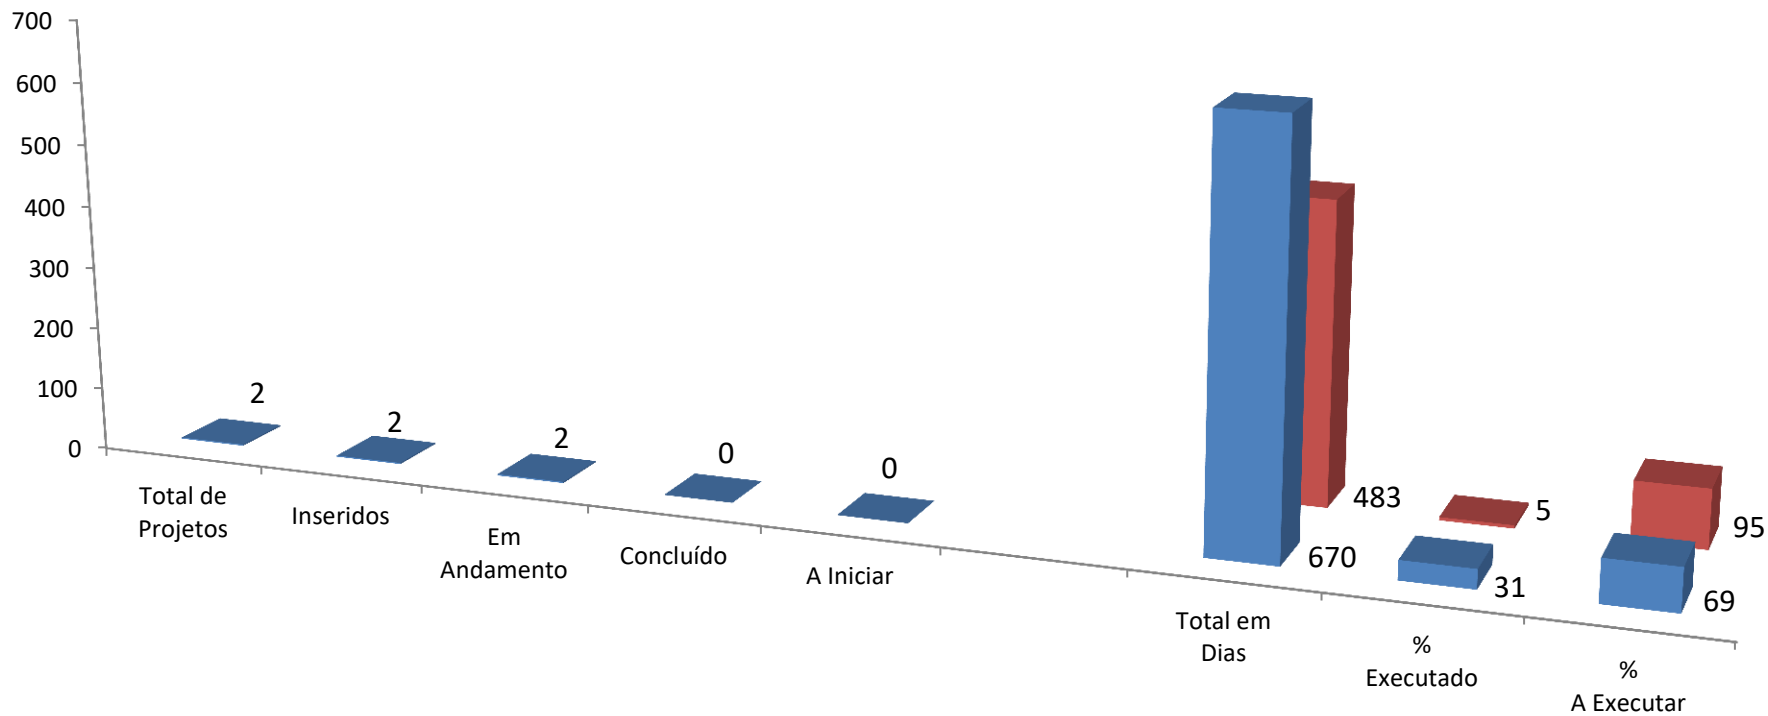 700
600
500
400
300
200
100
0
2
2
2
0
0
670
483
31
5
69
95
Total de
Projetos
Inseridos
Em
Andamento
Concluído
A Iniciar
Total em
Dias
%
Executado
%
A Executar